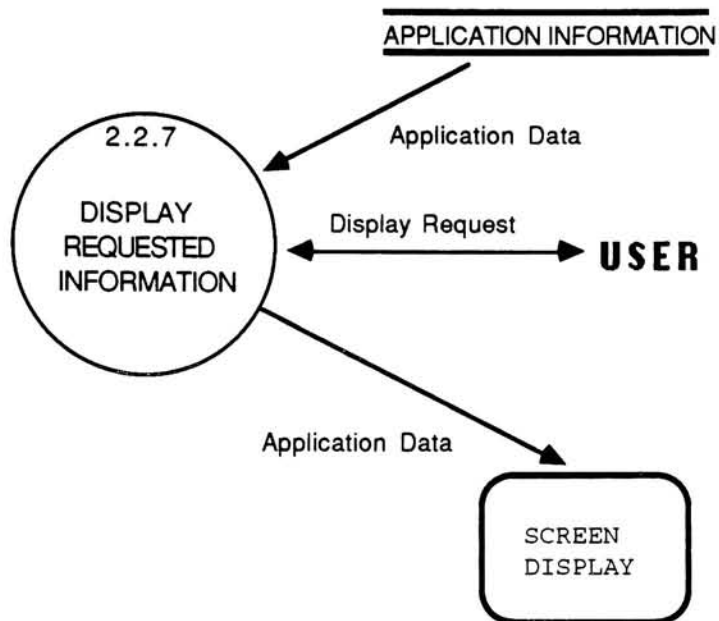 APPLICATION INFORMATION
2.2.7
Application Data
DISPLAY
REQUESTED
INFORMATION
Display Request
USER
Application Data
SCREEN
DISPLAY